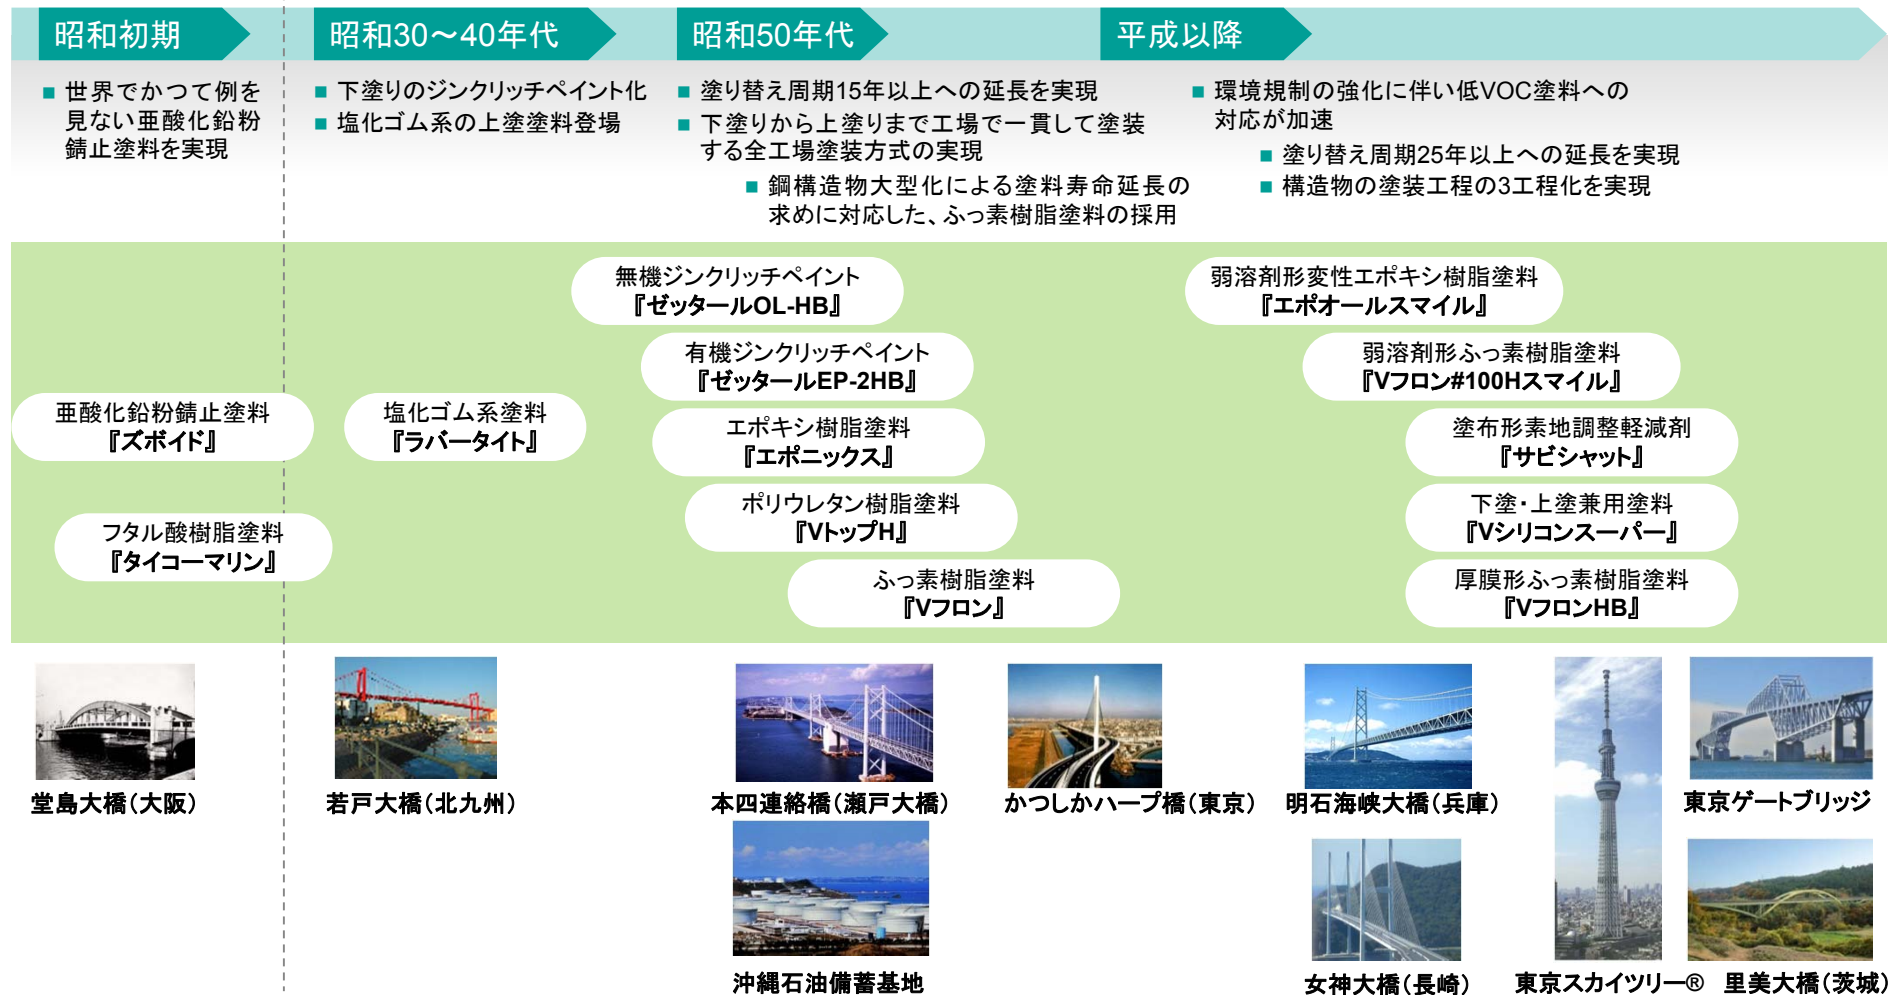 昭和初期
昭和30～40年代
昭和50年代
平成以降
■ 世界でかつて例を
見ない亜酸化鉛粉
錆止塗料を実現
■ 下塗りのジンクリッチペイント化
■ 塩化ゴム系の上塗塗料登場
■ 塗り替え周期15年以上への延長を実現
■ 下塗りから上塗りまで工場で一貫して塗装
する全工場塗装方式の実現
■ 鋼構造物大型化による塗料寿命延長の
求めに対応した、ふっ素樹脂塗料の採用
■ 環境規制の強化に伴い低VOC塗料への
対応が加速
■ 塗り替え周期25年以上への延長を実現
■ 構造物の塗装工程の3工程化を実現
亜酸化鉛粉錆止塗料
『ズボイド』
フタル酸樹脂塗料
『タイコーマリン』
塩化ゴム系塗料
『ラバータイト』
無機ジンクリッチペイント
『ゼッタールOL-HB』
有機ジンクリッチペイント
『ゼッタールEP-2HB』
エポキシ樹脂塗料
『エポニックス』
ポリウレタン樹脂塗料
『VトップH』
ふっ素樹脂塗料
『Vフロン』
弱溶剤形変性エポキシ樹脂塗料
『エポオールスマイル』
弱溶剤形ふっ素樹脂塗料
『Vフロン#100Hスマイル』
塗布形素地調整軽減剤
『サビシャット』
下塗・上塗兼用塗料
『Vシリコンスーパー』
厚膜形ふっ素樹脂塗料
『VフロンHB』
堂島大橋（大阪）
若戸大橋（北九州）
本四連絡橋（瀬戸大橋）
かつしかハープ橋（東京）
明石海峡大橋（兵庫）
東京ゲートブリッジ
沖縄石油備蓄基地
女神大橋（長崎）
東京スカイツリー®
里美大橋（茨城）